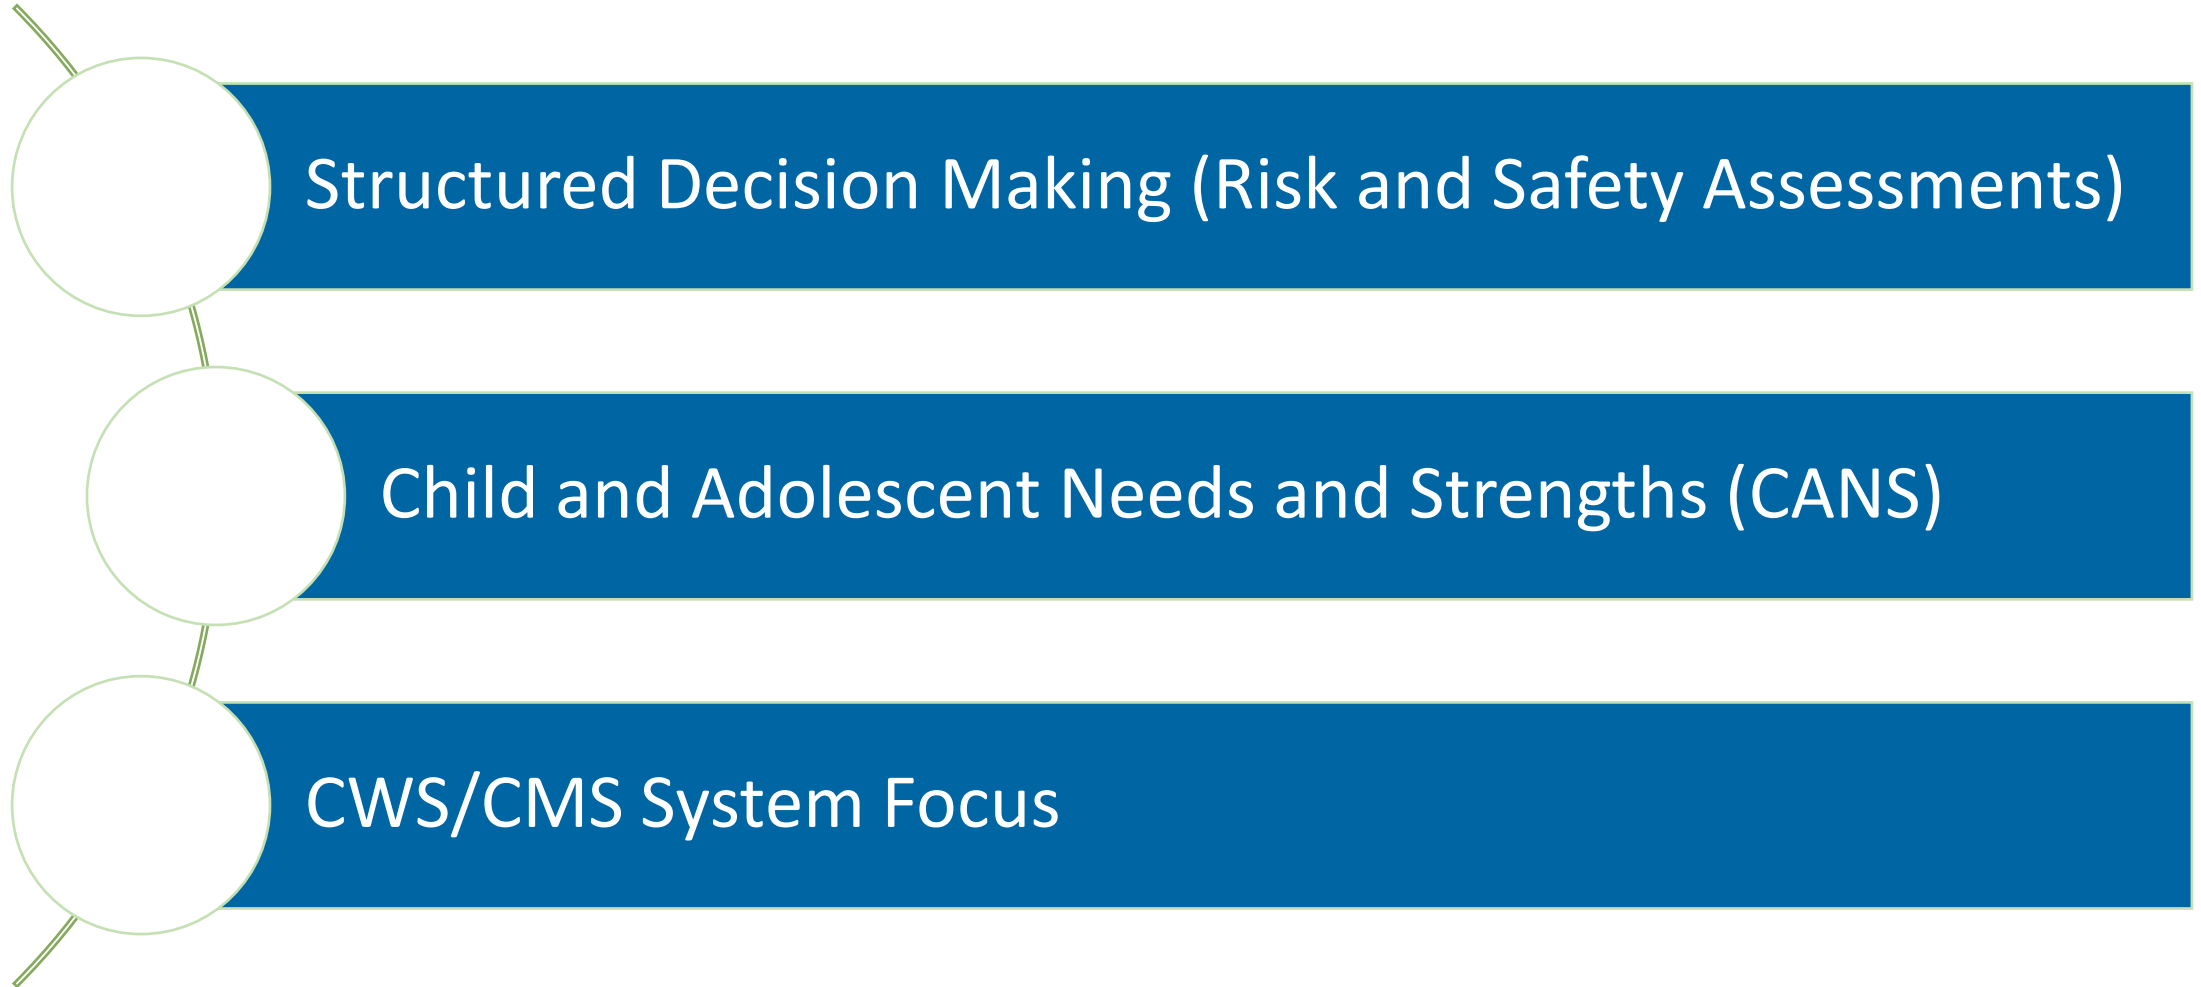 Structured Decision Making (Risk and Safety Assessments)
Child and Adolescent Needs and Strengths (CANS)
CWS/CMS System Focus